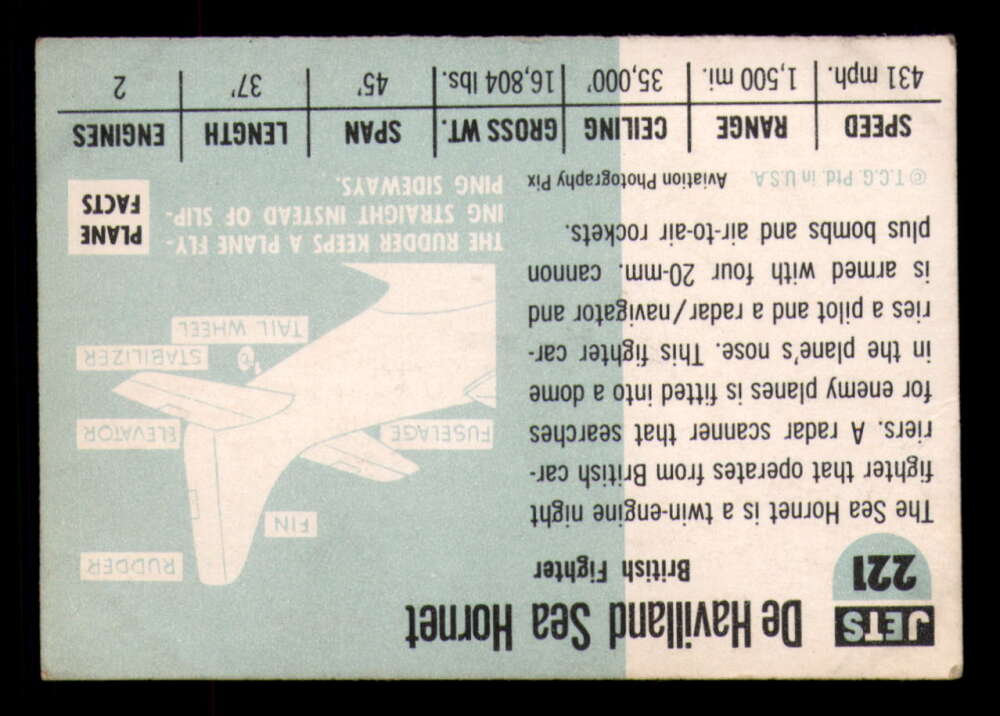 JETS
221
De Havilland Sea Hornet
British Fighter
The Sea Hornet is a twin-engine night
fighter that operates from British car-
riers. A radar scanner that searches
for enemy planes is fitted into a dome
in the plane's nose. This fighter car-
ries a pilot and a radar/navigator and
is armed with four 20-mm. cannon
plus bombs and air-to-air rockets.
© T.C.G. Ptd. in U.S.A. Aviation Photography Pix
RUDDER
FIN
FUSELAGE
ELEVATOR
STABILIZER
TAIL WHEEL
THE RUDDER KEEPS A PLANE FLY-
ING STRAIGHT INSTEAD OF SLIP-
PING SIDEWAYS.
PLANE
FACTS
SPEED RANGE CEILING GROSS WT. SPAN LENGTH ENGINES
431 mph. 1,500 mi. 35,000' 16,804 lbs. 45' 37' 2